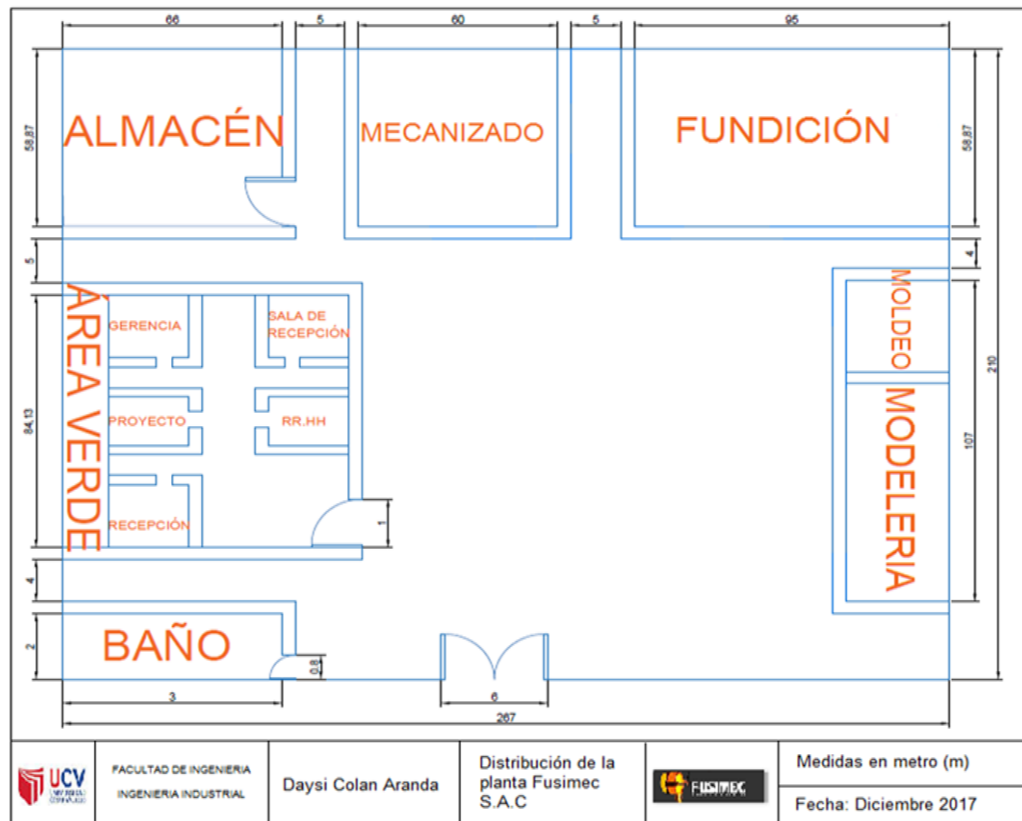 66
5
60
5
95
58,87
ALMACÉN
MECANIZADO
FUNDICIÓN
58,87
5
4
ÁREA VERDE
GERENCIA
SALA DE
RECEPCIÓN
MOLDEO
210
84,13
PROYECTO
RR.HH
MODELERIA
107
RECEPCIÓN
1
4
2
BAÑO
0,8
3
6
267
UCV
FACULTAD DE INGENIERIA
INGENIERIA INDUSTRIAL
Daysi Colan Aranda
Distribución de la
planta Fusimec
S.A.C
FUSIMEC
Medidas en metro (m)
Fecha: Diciembre 2017